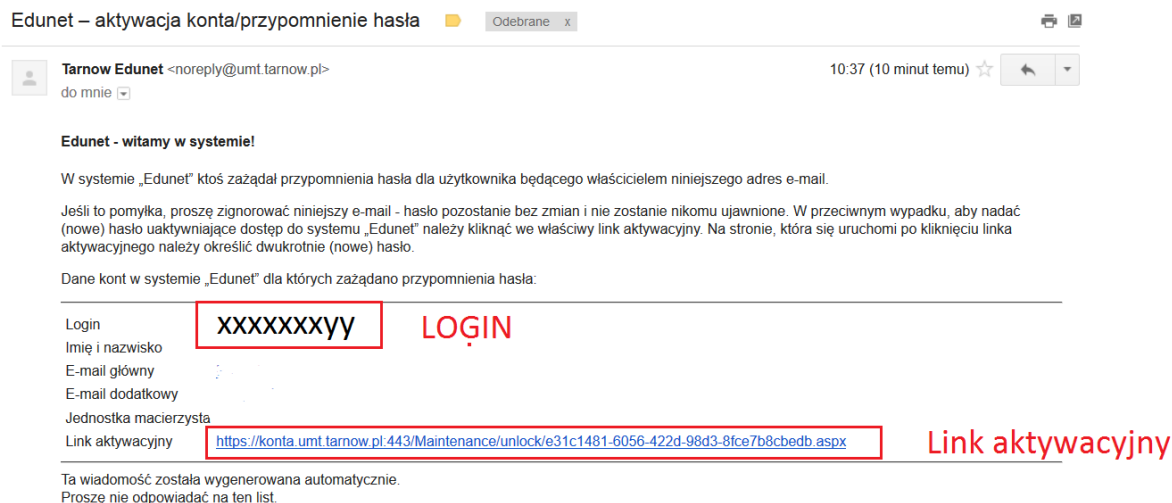 Edunet – aktywacja konta/przypomnienie hasła Odebrane x
Tarnow Edunet <noreply@umt.tarnow.pl> 10:37 (10 minut temu)
do mnie
Edunet - witamy w systemie!
W systemie „Edunet” ktoś zażądał przypomnienia hasła dla użytkownika będącego właścicielem niniejszego adres e-mail.
Jeśli to pomyłka, proszę zignorować niniejszy e-mail - hasło pozostanie bez zmian i nie zostanie nikomu ujawnione. W przeciwnym wypadku, aby nadać
(nowe) hasło uaktywniające dostęp do systemu „Edunet” należy kliknąć we właściwy link aktywacyjny. Na stronie, która się uruchomi po kliknięciu linka
aktywacyjnego należy określić dwukrotnie (nowe) hasło.
Dane kont w systemie „Edunet” dla których zażądano przypomnienia hasła:
Login xxxxxxxyy LOGIN
Imię i nazwisko
E-mail główny
E-mail dodatkowy
Jednostka macierzysta
Link aktywacyjny https://konta.umt.tarnow.pl:443/Maintenance/unlock/e31c1481-6056-422d-98d3-8fce7b8cbedb.aspx Link aktywacyjny
Ta wiadomość została wygenerowana automatycznie.
Proszę nie odpowiadać na ten list.